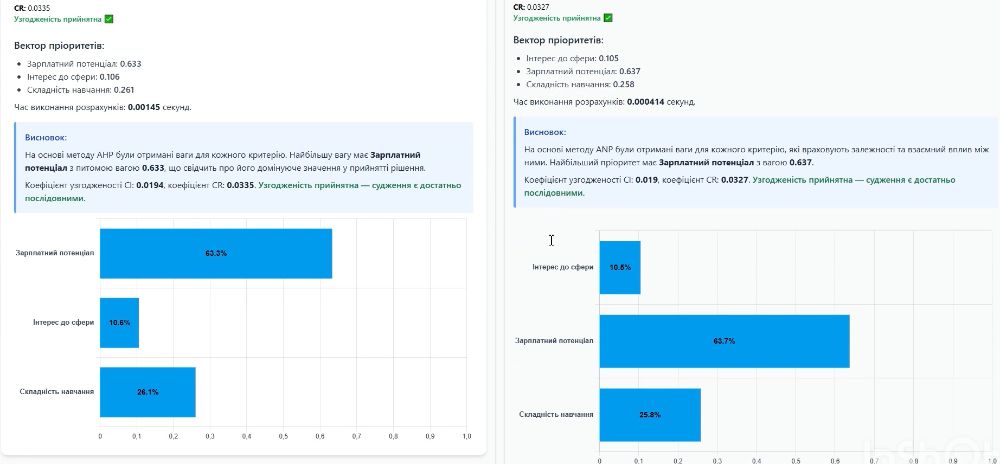 CR: 0.0335
Узгодженість прийнятна ✅
Вектор пріоритетів:
• Зарплатний потенціал: 0.633
• Інтерес до сфери: 0.106
• Складність навчання: 0.261
Час виконання розрахунків: 0.00145 секунд.
Висновок:
На основі методу AHP були отримані ваги для кожного критерію. Найбільшу вагу має Зарплатний
потенціал з питомою вагою 0.633, що свідчить про його домінуюче значення у прийнятті рішення.
Коефіцієнт узгодженості CI: 0.0194, коефіцієнт CR: 0.0335. Узгодженість прийнятна — судження є достатньо
послідовними.
Зарплатний потенціал
63.3%
Інтерес до сфери
10.6%
Складність навчання
26.1%
0 0,1 0,2 0,3 0,4 0,5 0,6 0,7 0,8 0,9 1,0
CR: 0.0327
Узгодженість прийнятна ✅
Вектор пріоритетів:
• Інтерес до сфери: 0.105
• Зарплатний потенціал: 0.637
• Складність навчання: 0.258
Час виконання розрахунків: 0.000414 секунд.
Висновок:
На основі методу ANP були отримані ваги для кожного критерію, які враховують залежності та взаємний вплив між
ними. Найбільший пріоритет має Зарплатний потенціал з вагою 0.637.
Коефіцієнт узгодженості CI: 0.019, коефіцієнт CR: 0.0327. Узгодженість прийнятна — судження є достатньо
послідовними.
Інтерес до сфери
10.5%
Зарплатний потенціал
63.7%
Складність навчання
25.8%
0 0,1 0,2 0,3 0,4 0,5 0,6 0,7 0,8 0,9 1,0